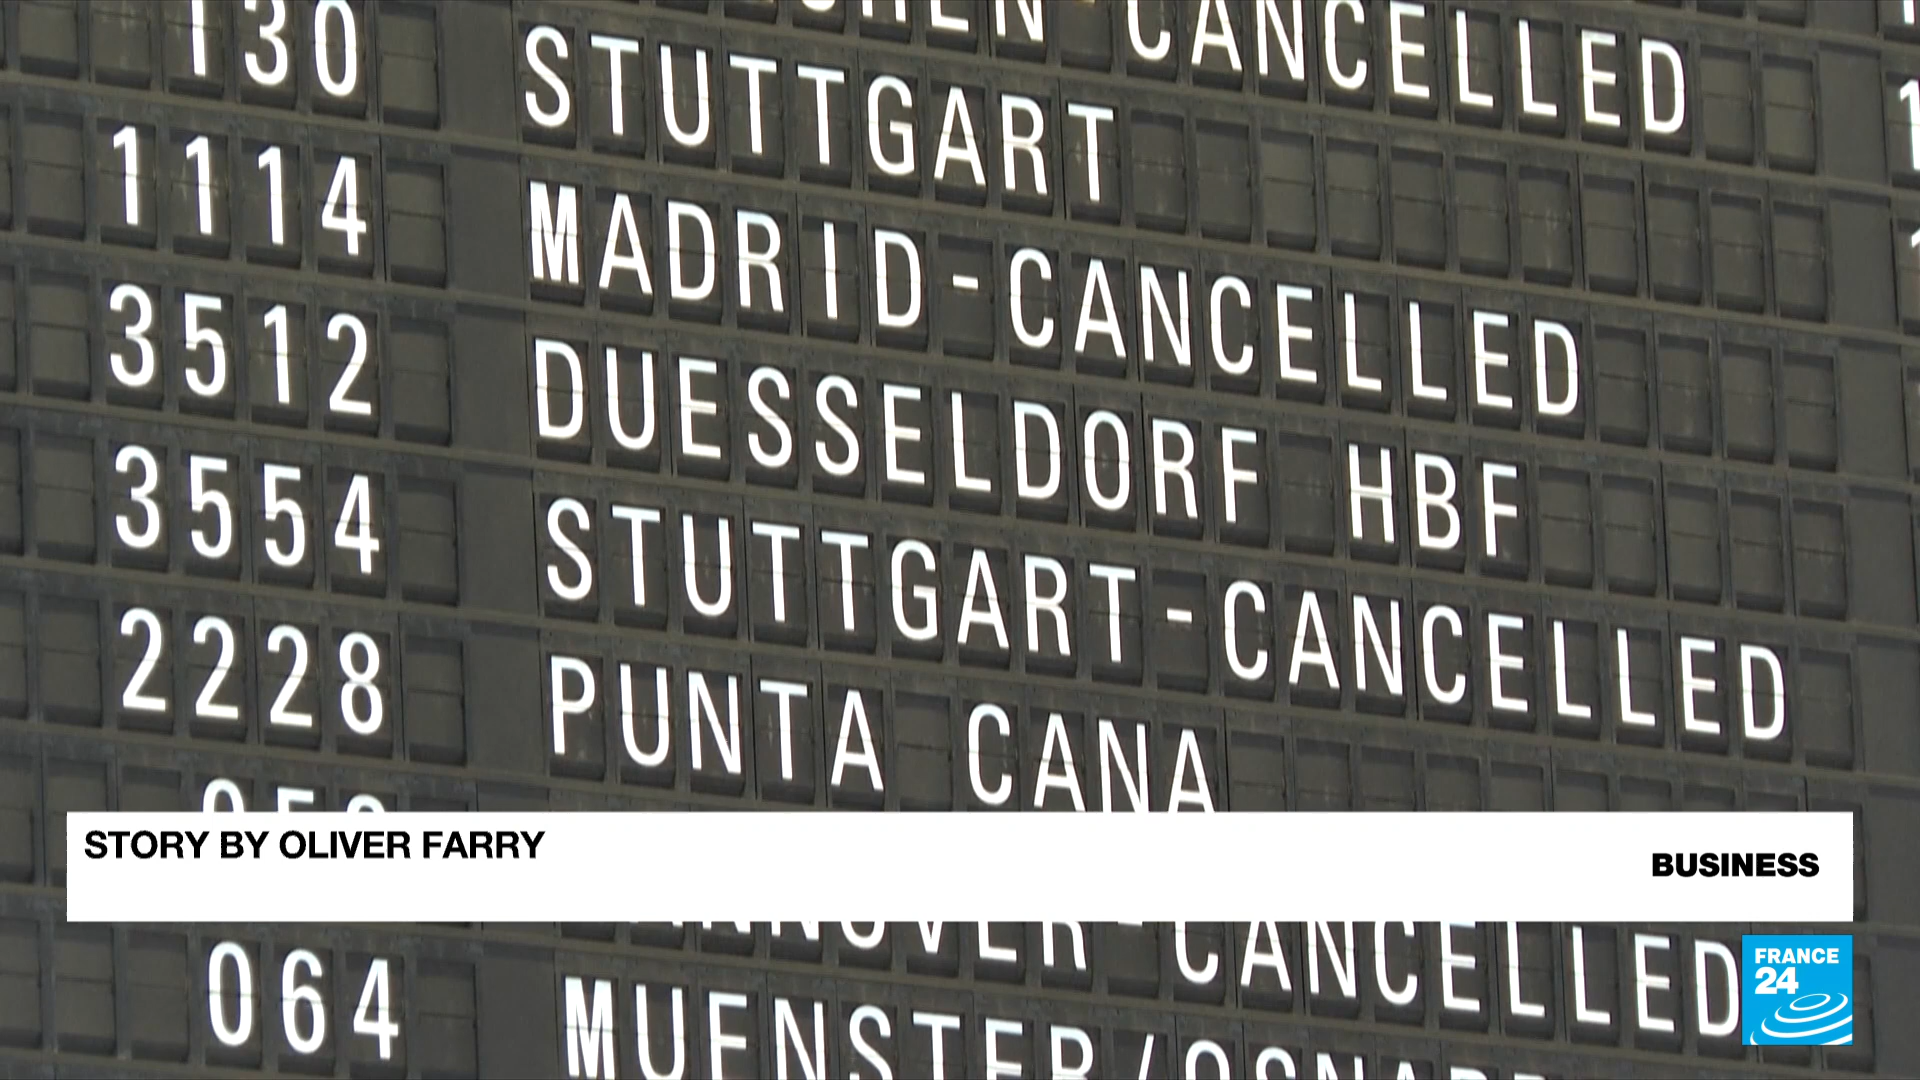 CANCELLED
130 STUTTGART
1114 MADRID-CANCELLED
3512 DUESSELDORF HBF
3554 STUTTGART-CANCELLED
2228 PUNTA CANA
STORY BY OLIVER FARRY
BUSINESS
CANCELLED
FRANCE
24
064 MUENSTER/